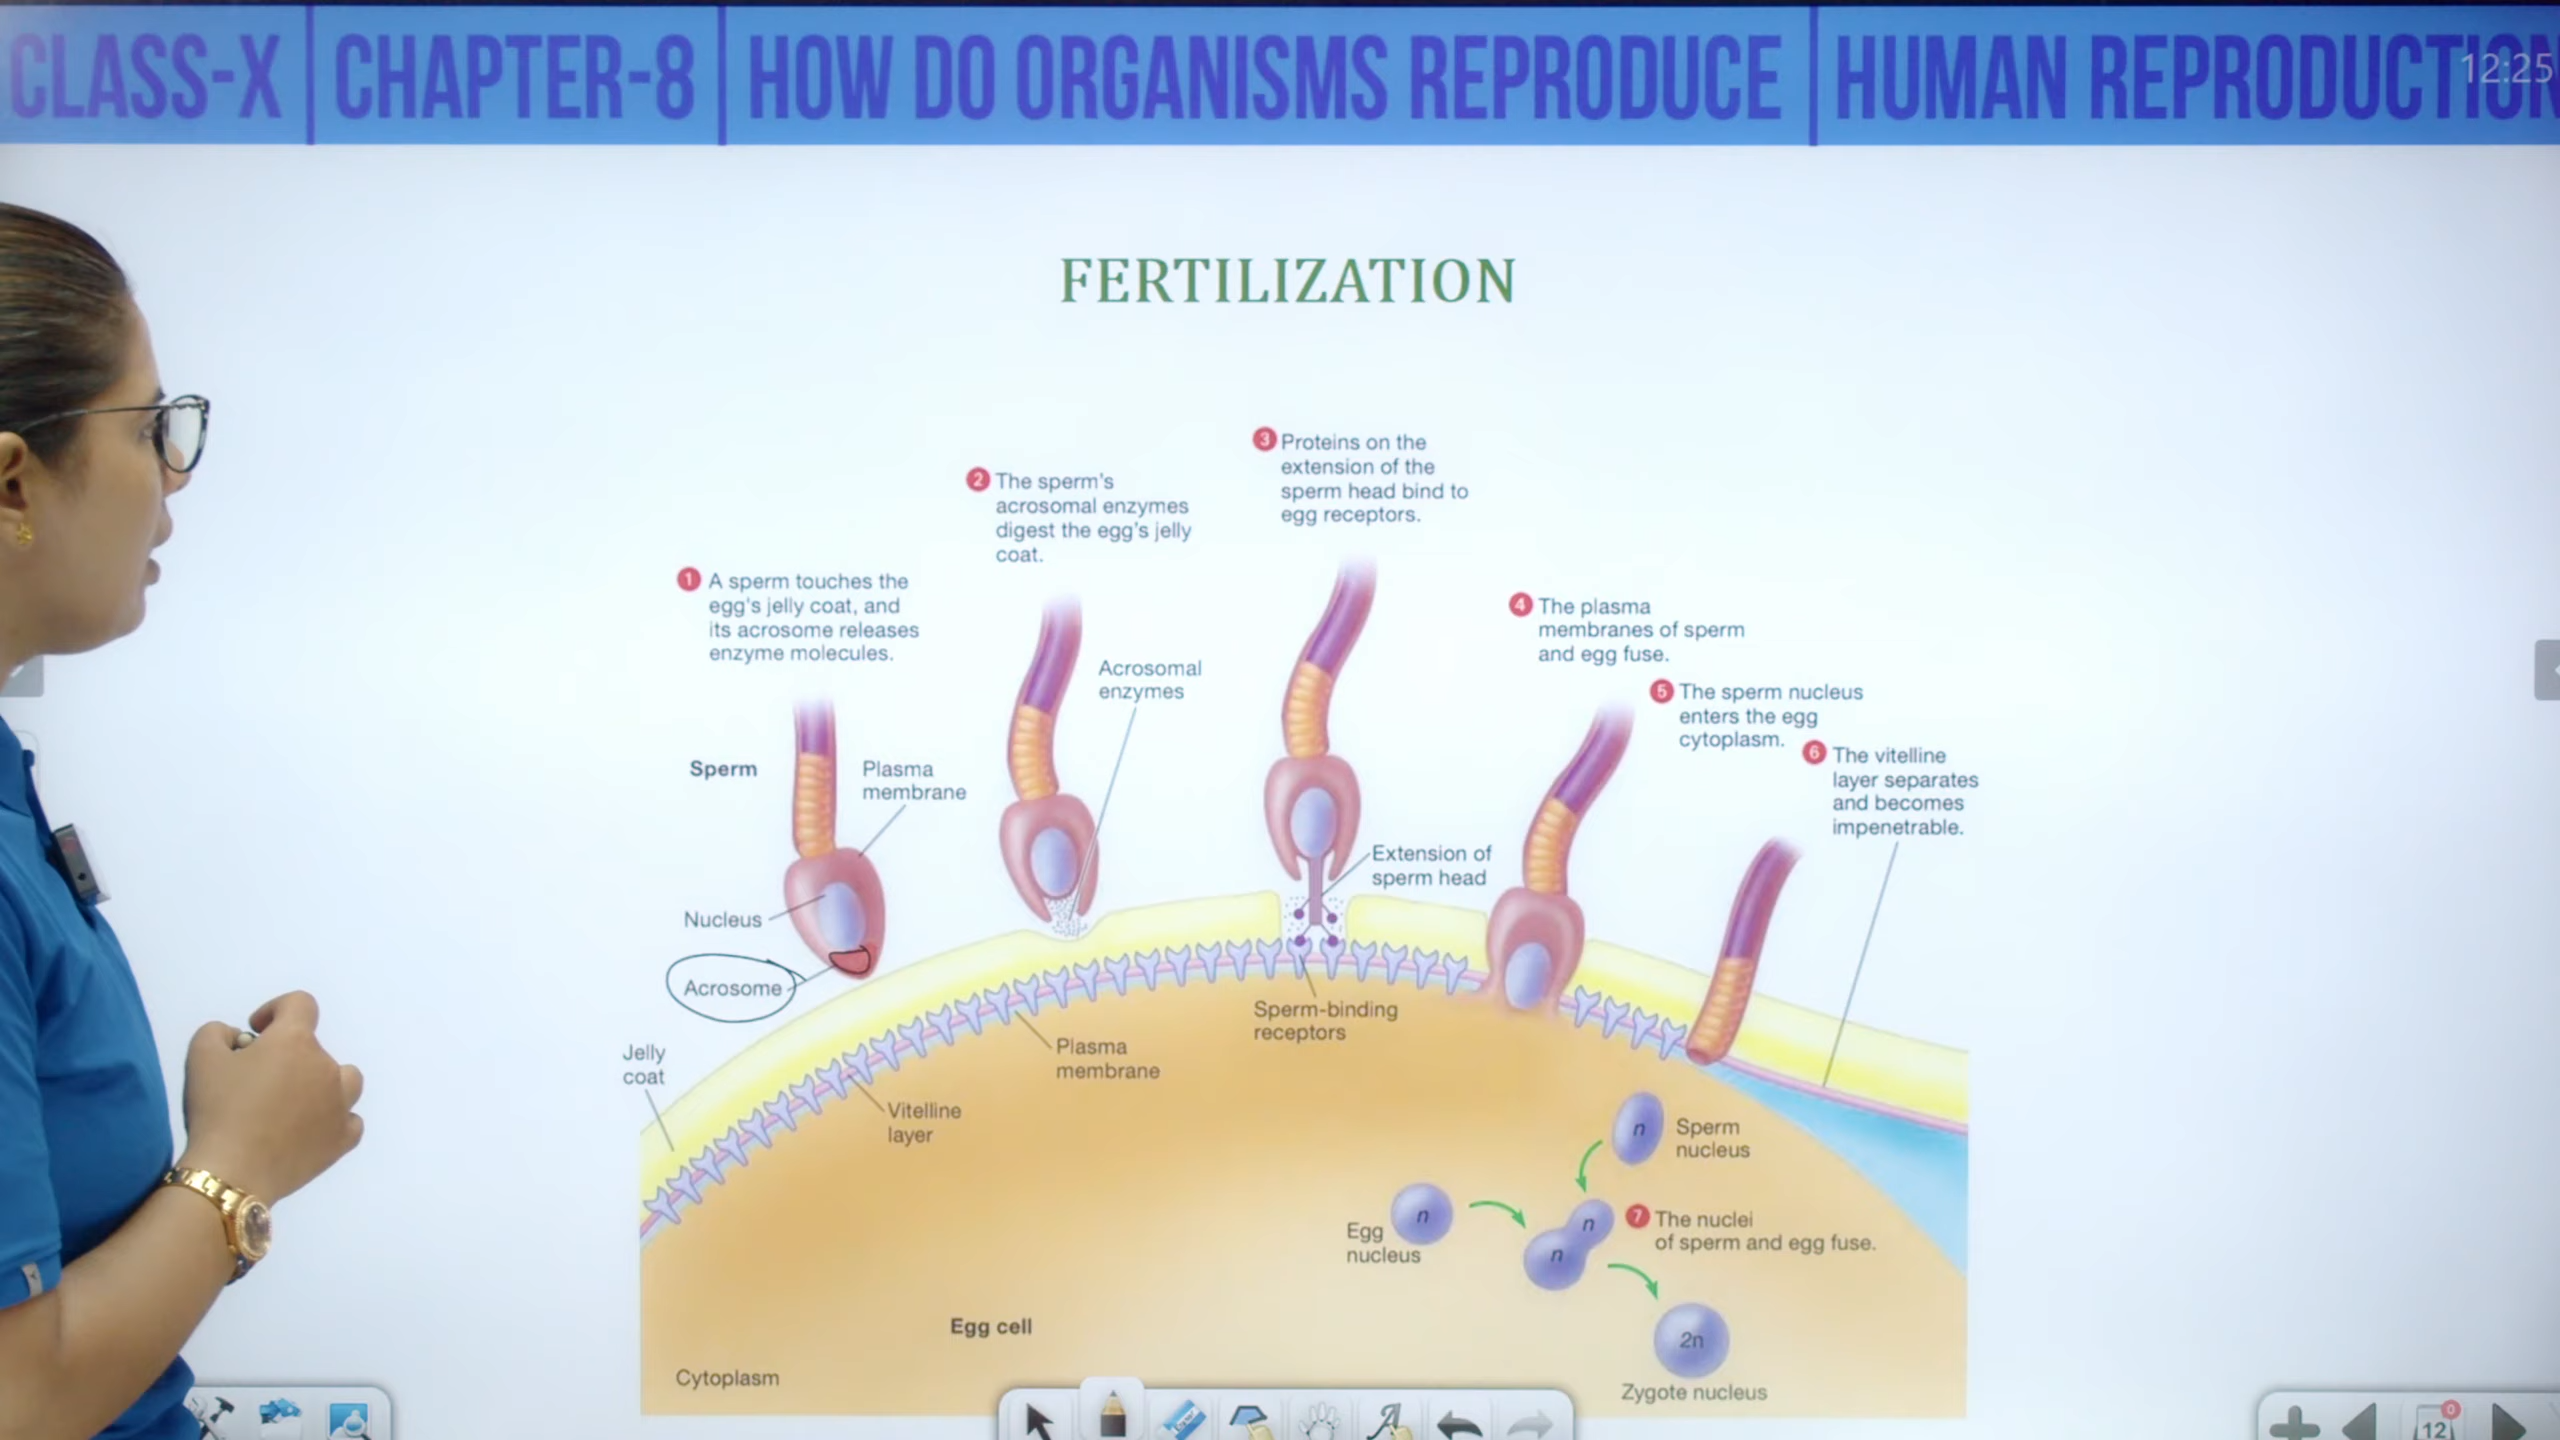 CLASS-X | CHAPTER-8 | HOW DO ORGANISMS REPRODUCE | HUMAN REPRODUCTION
12:25
FERTILIZATION
1 A sperm touches the
egg's jelly coat, and
its acrosome releases
enzyme molecules.
2 The sperm's
acrosomal enzymes
digest the egg's jelly
coat.
3 Proteins on the
extension of the
sperm head bind to
egg receptors.
4 The plasma
membranes of sperm
and egg fuse.
5 The sperm nucleus
enters the egg
cytoplasm.
6 The vitelline
layer separates
and becomes
impenetrable.
Acrosomal
enzymes
Sperm
Plasma
membrane
Extension of
sperm head
Nucleus
Acrosome
Sperm-binding
receptors
Jelly
coat
Plasma
membrane
Vitelline
layer
n
Sperm
nucleus
n
Egg
nucleus
n
n
7 The nuclei
of sperm and egg fuse.
Egg cell
2n
Cytoplasm
Zygote nucleus
0
12